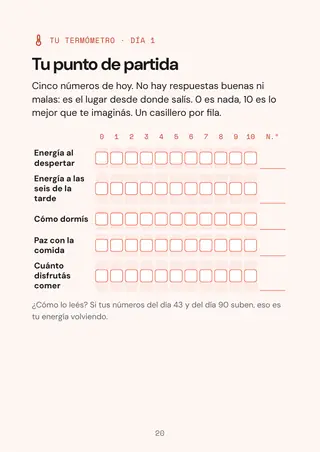 TU TERMÓMETRO · DÍA 1
Tu punto de partida
Cinco números de hoy. No hay respuestas buenas ni
malas: es el lugar desde donde salís. 0 es nada, 10 es lo
mejor que te imaginás. Un casillero por fila.
0 1 2 3 4 5 6 7 8 9 10 N.°
Energía al
despertar
Energía a las
seis de la
tarde
Cómo dormís
Paz con la
comida
Cuánto
disfrutás
comer
¿Cómo lo leés? Si tus números del día 43 y del día 90 suben, eso es
tu energía volviendo.
20